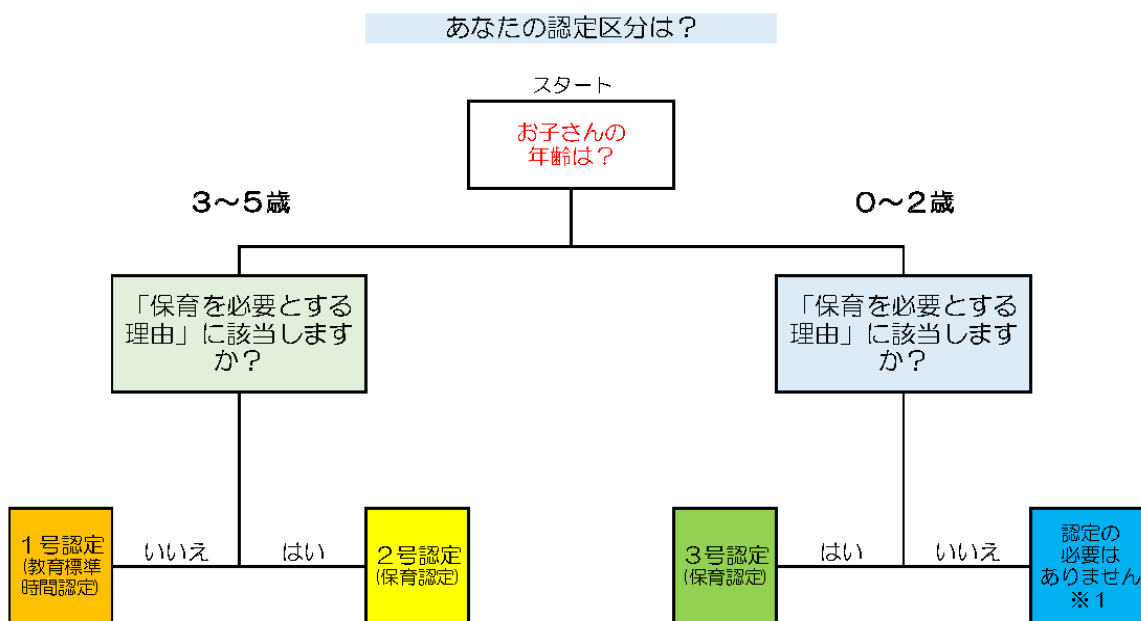 あなたの認定区分は？
スタート
お子さんの
年齢は？
３～５歳
０～２歳
「保育を必要とする
理由」に該当します
か？
「保育を必要とする
理由」に該当します
か？
１号認定
(教育標準
時間認定)
いいえ
はい
２号認定
(保育認定)
３号認定
(保育認定)
はい
いいえ
認定の
必要は
ありません
※１